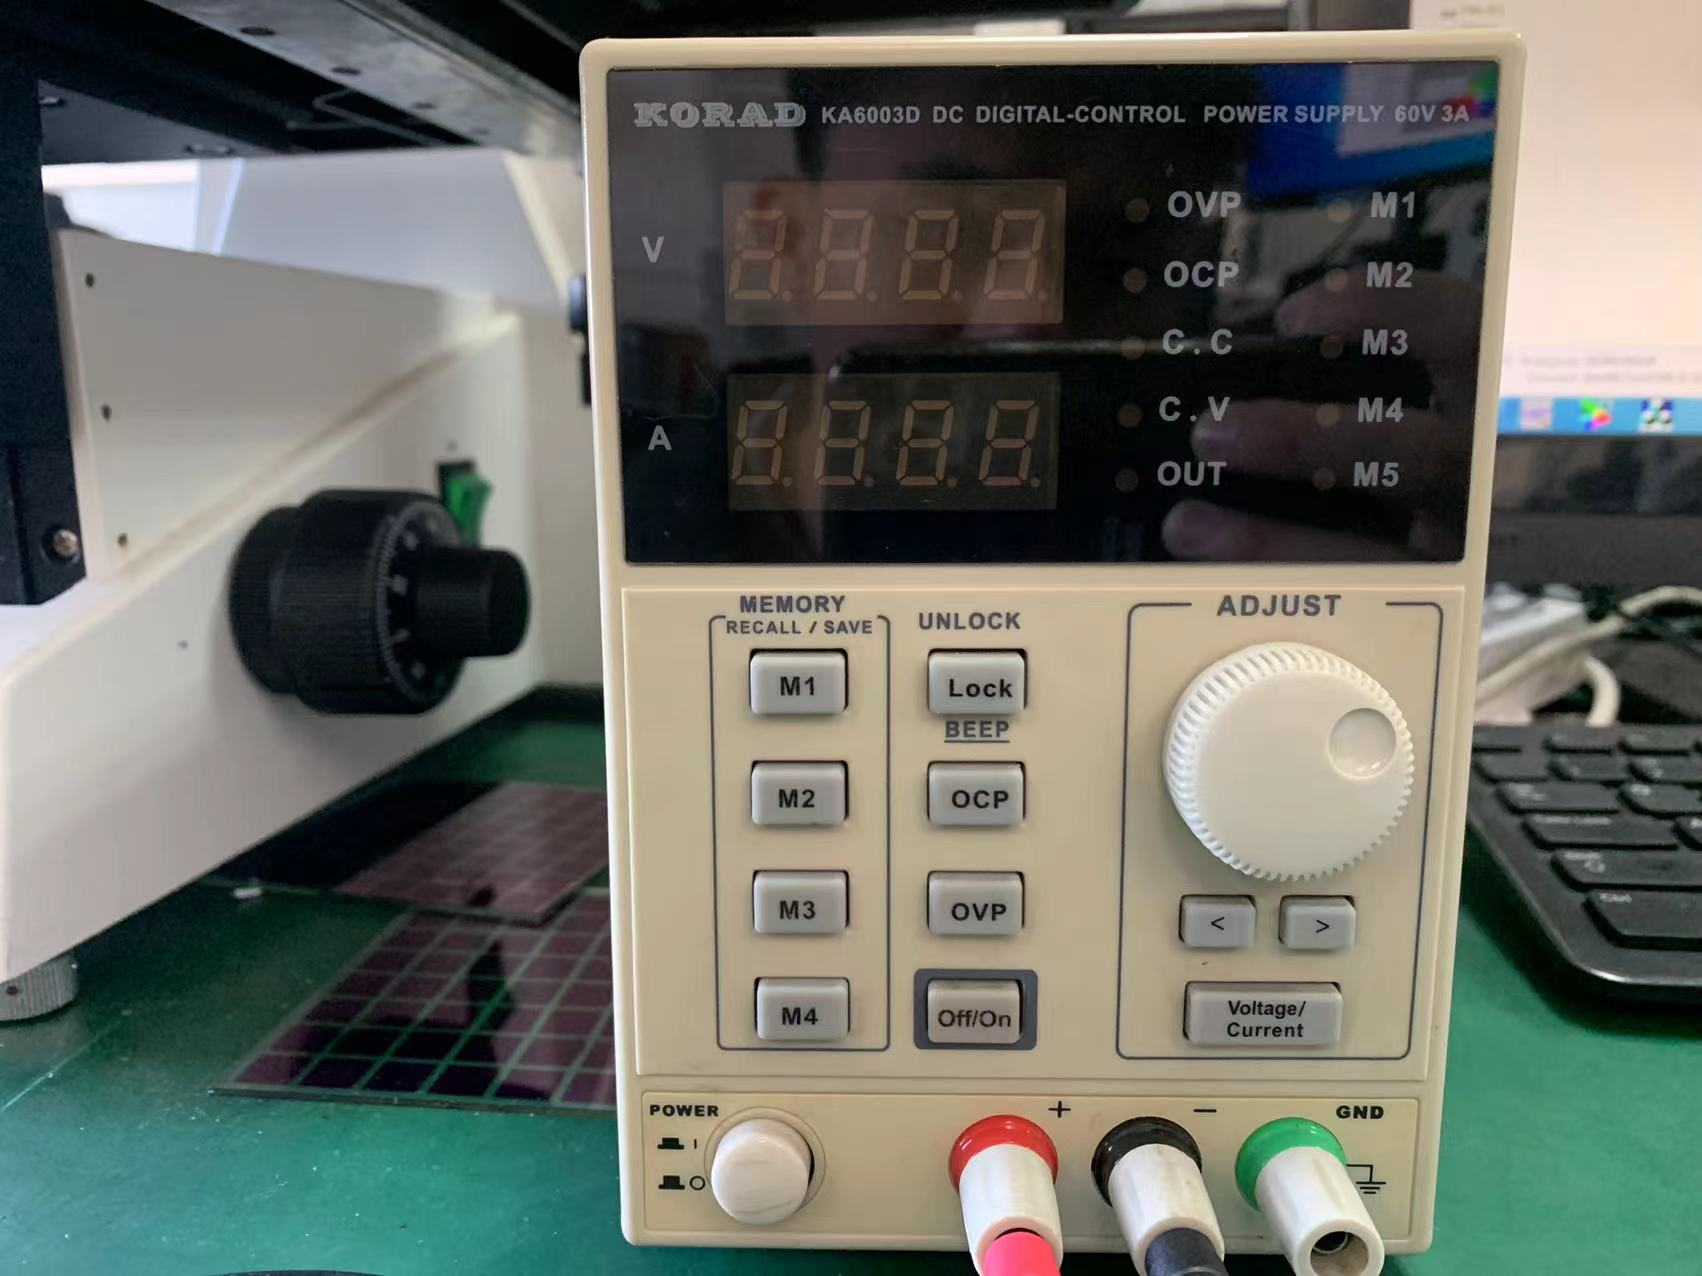 KORAD KA6003D DC DIGITAL-CONTROL POWER SUPPLY 60V 3A
V
OVP M1
OCP M2
C.C M3
A
C.V M4
OUT M5
MEMORY
RECALL / SAVE
UNLOCK
ADJUST
M1
Lock
BEEP
M2
OCP
M3
OVP
< >
M4
Off/On
Voltage/
Current
POWER
I
O
+
−
GND